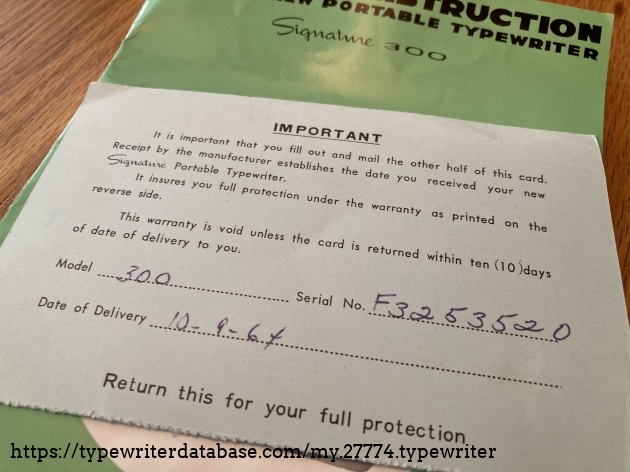 STRUCTION
NEW PORTABLE TYPEWRITER
Signature 300
IMPORTANT
It is important that you fill out and mail the other half of this card.
Receipt by the manufacturer establishes the date you received your new
Signature Portable Typewriter.
It insures you full protection under the warranty as printed on the
reverse side.
This warranty is void unless the card is returned within ten (10) days
of date of delivery to you.
Model 300 Serial No. F3253520
Date of Delivery 10-9-64
Return this for your full protection
https://typewriterdatabase.com/my.27774.typewriter